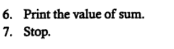 6. Print the value of sum.
7. Stop.